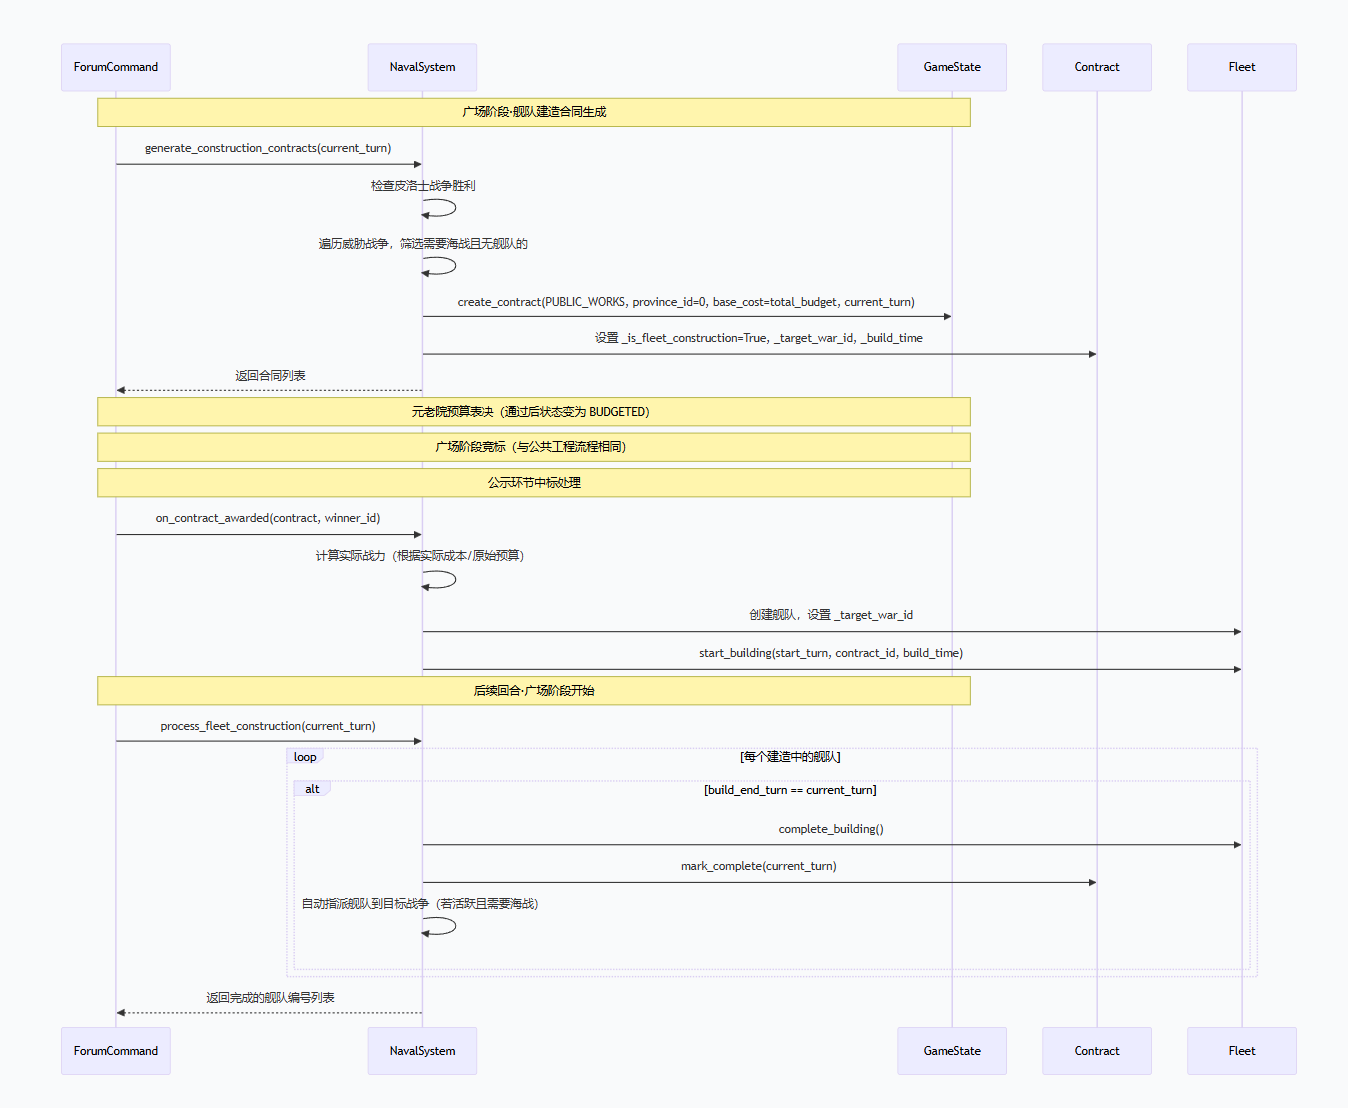 ForumCommand
NavalSystem
GameState
Contract
Fleet
广场阶段·舰队建造合同生成
generate_construction_contracts(current_turn)
检查皮洛士战争胜利
遍历威胁战争，筛选需要海战且无舰队的
create_contract(PUBLIC_WORKS, province_id=0, base_cost=total_budget, current_turn)
设置 _is_fleet_construction=True, _target_war_id, _build_time
返回合同列表
元老院预算表决（通过后状态变为 BUDGETED）
广场阶段竞标（与公共工程流程相同）
公示环节中标处理
on_contract_awarded(contract, winner_id)
计算实际战力（根据实际成本/原始预算）
创建舰队，设置 _target_war_id
start_building(start_turn, contract_id, build_time)
后续回合·广场阶段开始
process_fleet_construction(current_turn)
loop
[每个建造中的舰队]
alt
[build_end_turn == current_turn]
complete_building()
mark_complete(current_turn)
自动指派舰队到目标战争（若活跃且需要海战）
返回完成的舰队编号列表
ForumCommand
NavalSystem
GameState
Contract
Fleet